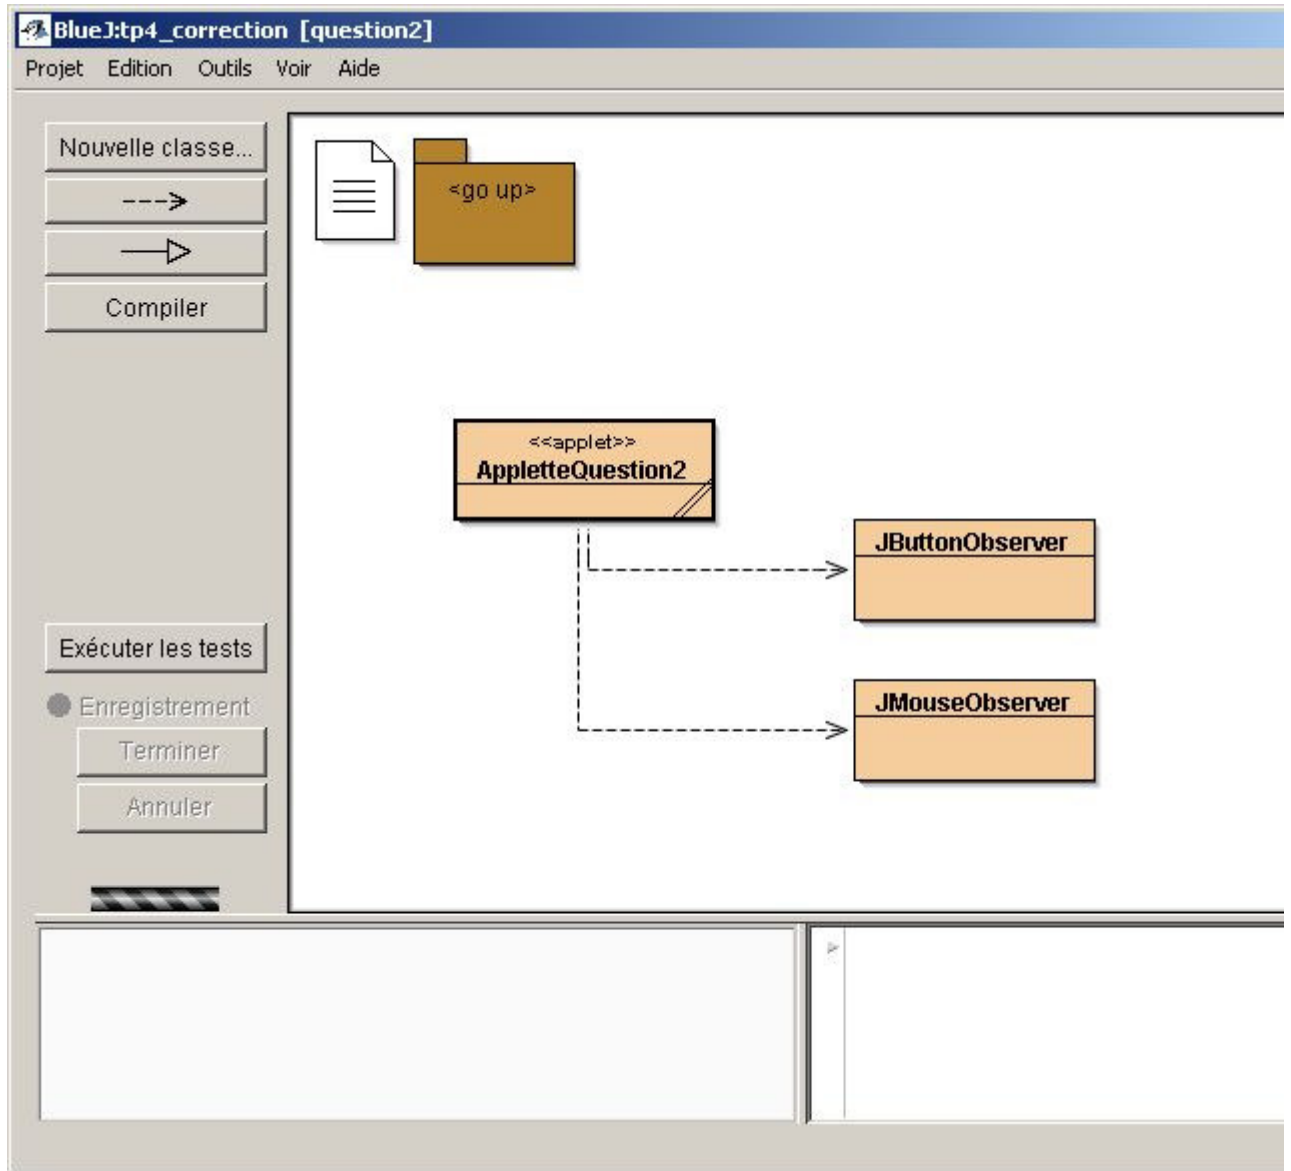 BlueJ:tp4_correction [question2]
Projet Edition Outils Voir Aide
Nouvelle classe...
Compiler
<go up>
<<applet>>
AppletteQuestion2
JButtonObserver
JMouseObserver
Exécuter les tests
Enregistrement
Terminer
Annuler